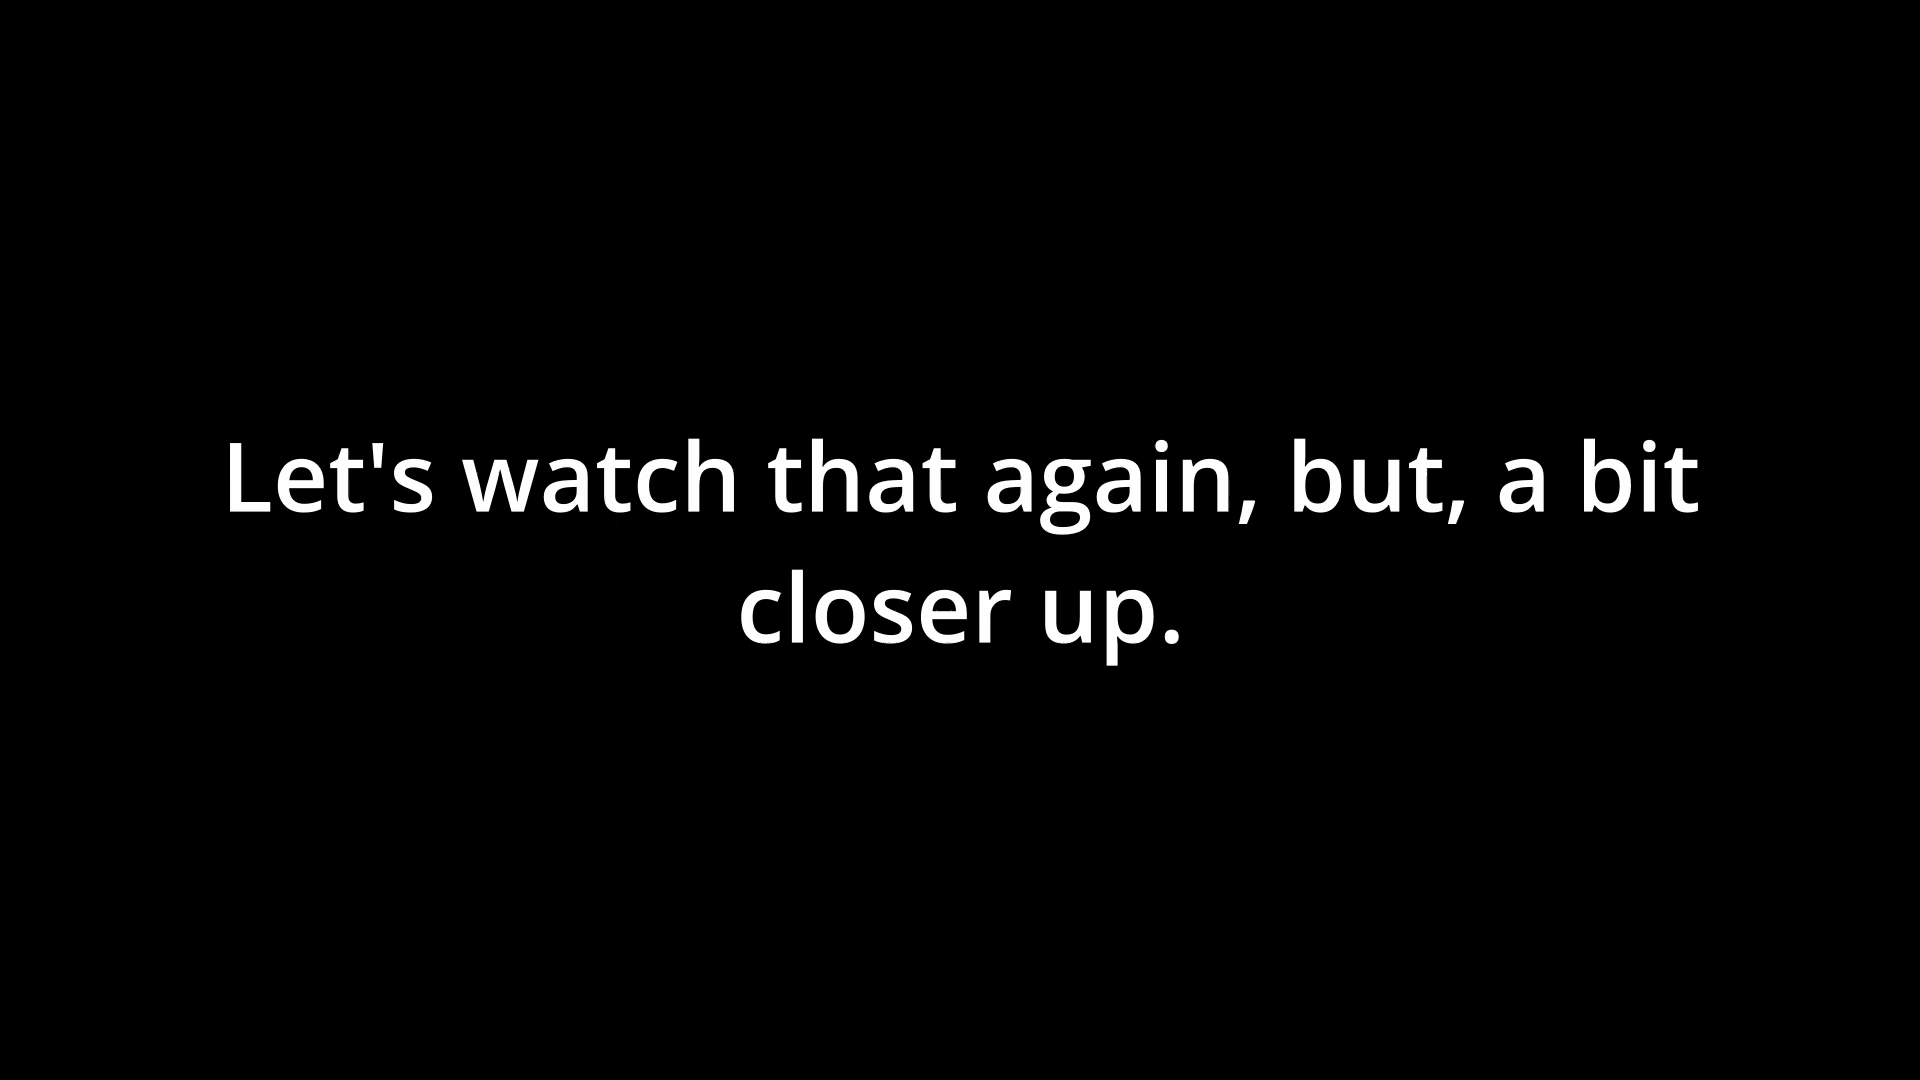 Let's watch that again, but, a bit
closer up.